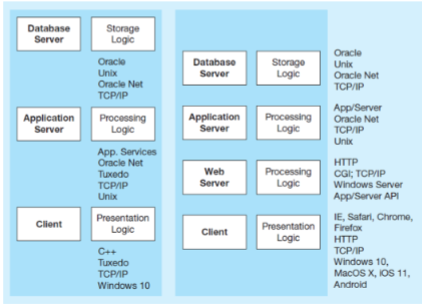 Database
Server
Storage
Logic
Oracle
Unix
Oracle Net
TCP/IP
Application
Server
Processing
Logic
App. Services
Oracle Net
Tuxedo
TCP/IP
Unix
Client
Presentation
Logic
C++
Tuxedo
TCP/IP
Windows 10
Database
Server
Storage
Logic
Oracle
Unix
Oracle Net
TCP/IP
Application
Server
Processing
Logic
App/Server
Oracle Net
TCP/IP
Unix
Web
Server
Processing
Logic
HTTP
CGI; TCP/IP
Windows Server
App/Server API
Client
Presentation
Logic
IE, Safari, Chrome,
Firefox
HTTP
TCP/IP
Windows 10,
MacOS X, iOS 11,
Android